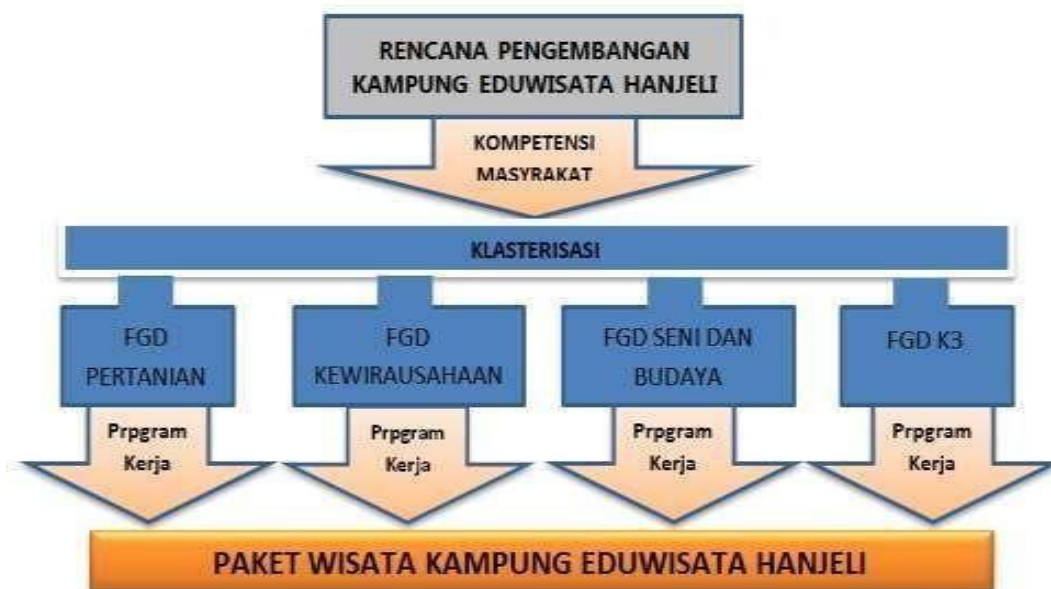 RENCANA PENGEMBANGAN
KAMPUNG EDUWISATA HANJELI
KOMPETENSI
MASYRAKAT
KLASTERISASI
FGD
PERTANIAN
FGD
KEWIRAUSAHAAN
FGD SENI DAN
BUDAYA
FGD K3
Prpgram
Kerja
Prpgram
Kerja
Prpgram
Kerja
Prpgram
Kerja
PAKET WISATA KAMPUNG EDUWISATA HANJELI